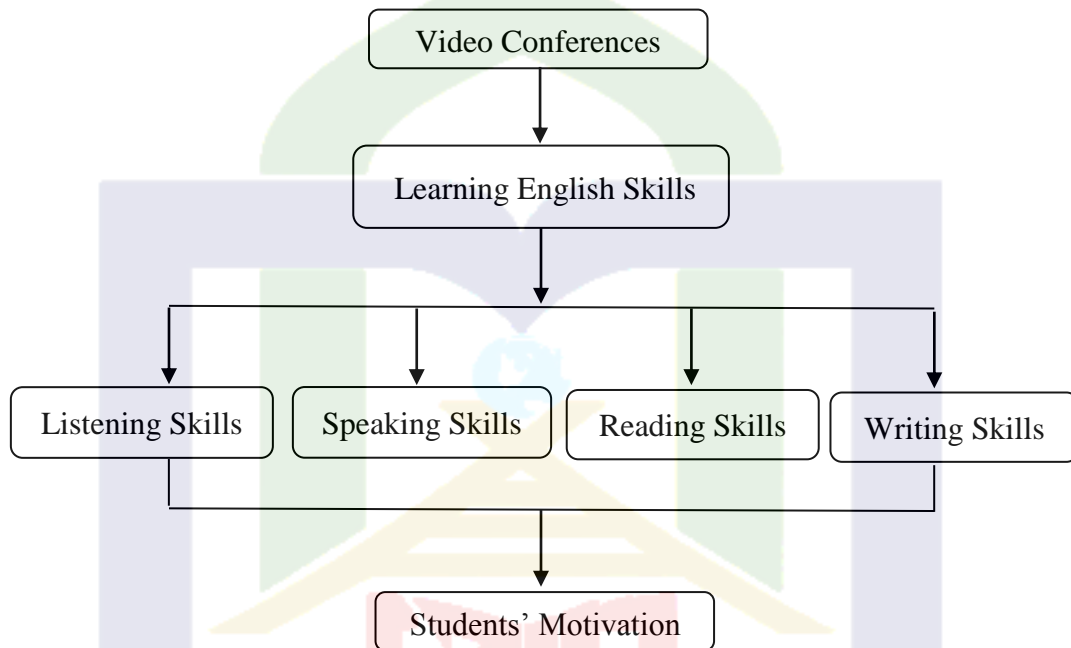 Video Conferences
Learning English Skills
Listening Skills
Speaking Skills
Reading Skills
Writing Skills
Students’ Motivation